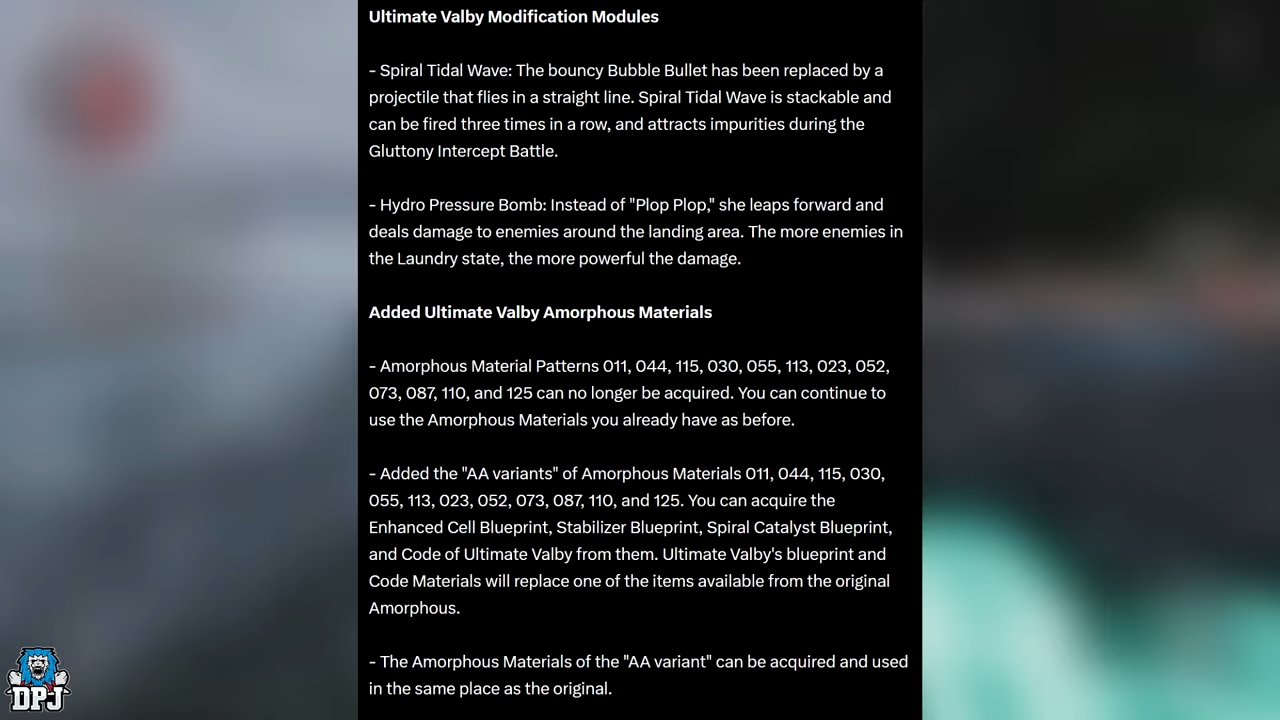 Ultimate Valby Modification Modules
- Spiral Tidal Wave: The bouncy Bubble Bullet has been replaced by a
projectile that flies in a straight line. Spiral Tidal Wave is stackable and
can be fired three times in a row, and attracts impurities during the
Gluttony Intercept Battle.
- Hydro Pressure Bomb: Instead of "Plop Plop," she leaps forward and
deals damage to enemies around the landing area. The more enemies in
the Laundry state, the more powerful the damage.
Added Ultimate Valby Amorphous Materials
- Amorphous Material Patterns 011, 044, 115, 030, 055, 113, 023, 052,
073, 087, 110, and 125 can no longer be acquired. You can continue to
use the Amorphous Materials you already have as before.
- Added the "AA variants" of Amorphous Materials 011, 044, 115, 030,
055, 113, 023, 052, 073, 087, 110, and 125. You can acquire the
Enhanced Cell Blueprint, Stabilizer Blueprint, Spiral Catalyst Blueprint,
and Code of Ultimate Valby from them. Ultimate Valby's blueprint and
Code Materials will replace one of the items available from the original
Amorphous.
- The Amorphous Materials of the "AA variant" can be acquired and used
in the same place as the original.
DPJ